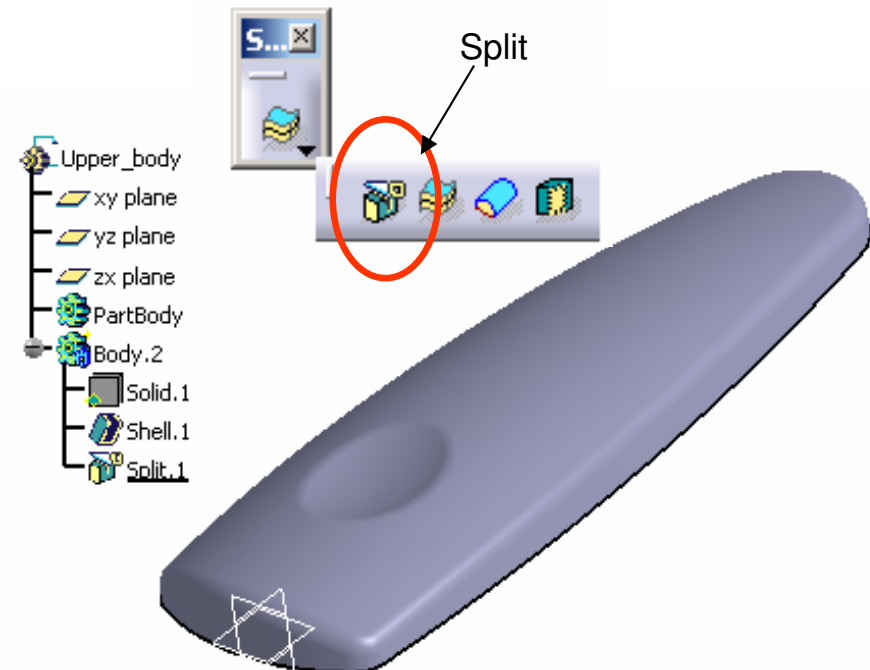 S...
Split
Upper_body
xy plane
yz plane
zx plane
PartBody
Body.2
Solid.1
Shell.1
Split.1